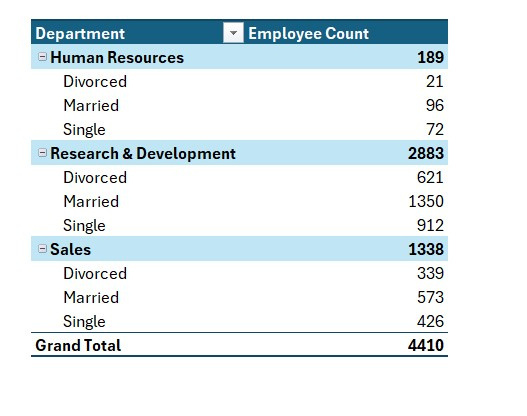 Department Employee Count
Human Resources 189
Divorced 21
Married 96
Single 72
Research & Development 2883
Divorced 621
Married 1350
Single 912
Sales 1338
Divorced 339
Married 573
Single 426
Grand Total 4410